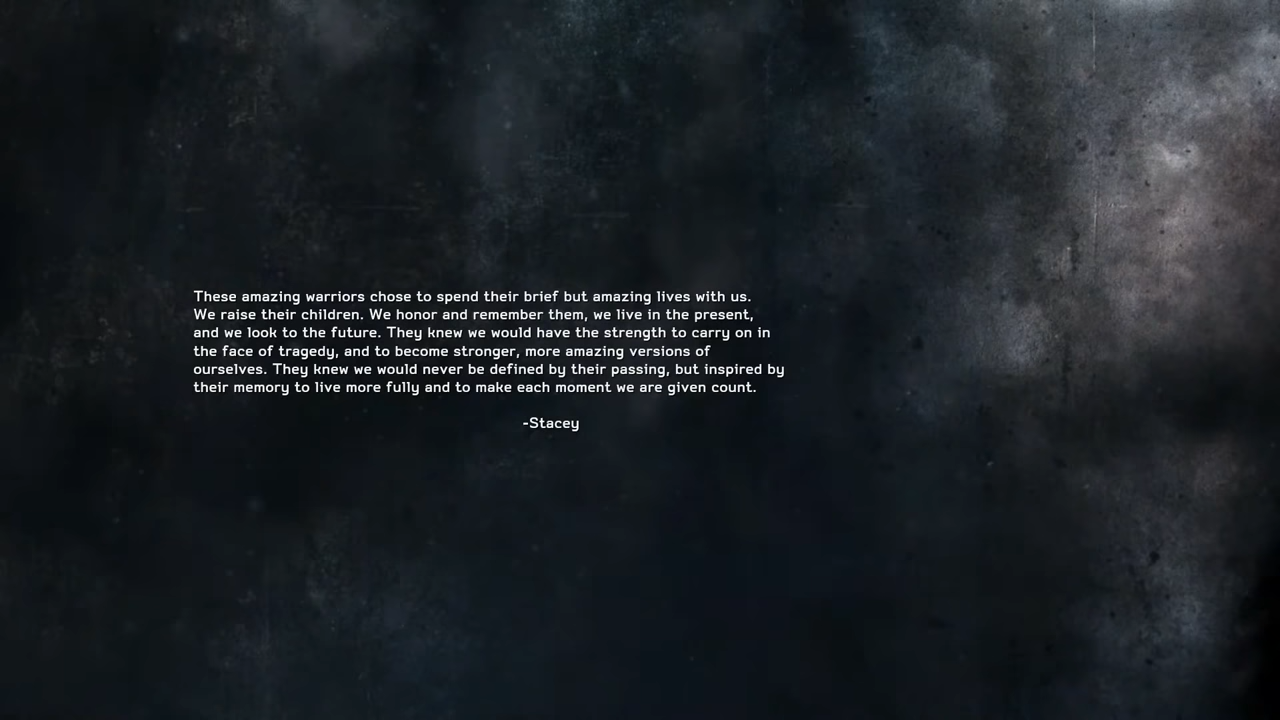 These amazing warriors chose to spend their brief but amazing lives with us.
We raise their children. We honor and remember them, we live in the present,
and we look to the future. They knew we would have the strength to carry on in
the face of tragedy, and to become stronger, more amazing versions of
ourselves. They knew we would never be defined by their passing, but inspired by
their memory to live more fully and to make each moment we are given count.
-Stacey